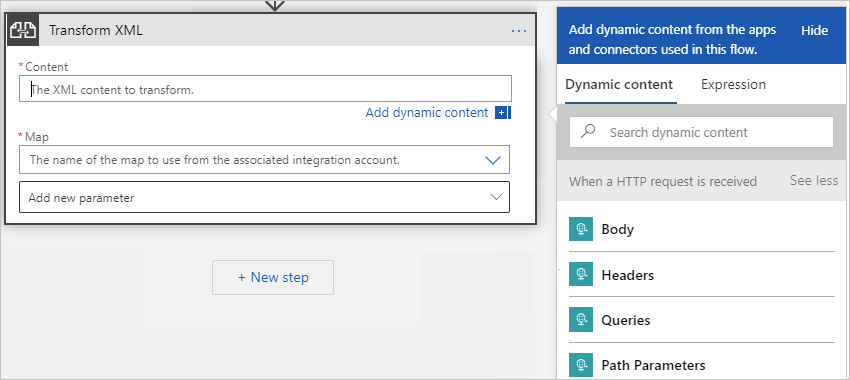 Transform XML
...
* Content
The XML content to transform.
Add dynamic content
* Map
The name of the map to use from the associated integration account.
Add new parameter
+ New step
Add dynamic content from the apps
and connectors used in this flow.
Hide
Dynamic content
Expression
Search dynamic content
When a HTTP request is received
See less
Body
Headers
Queries
Path Parameters